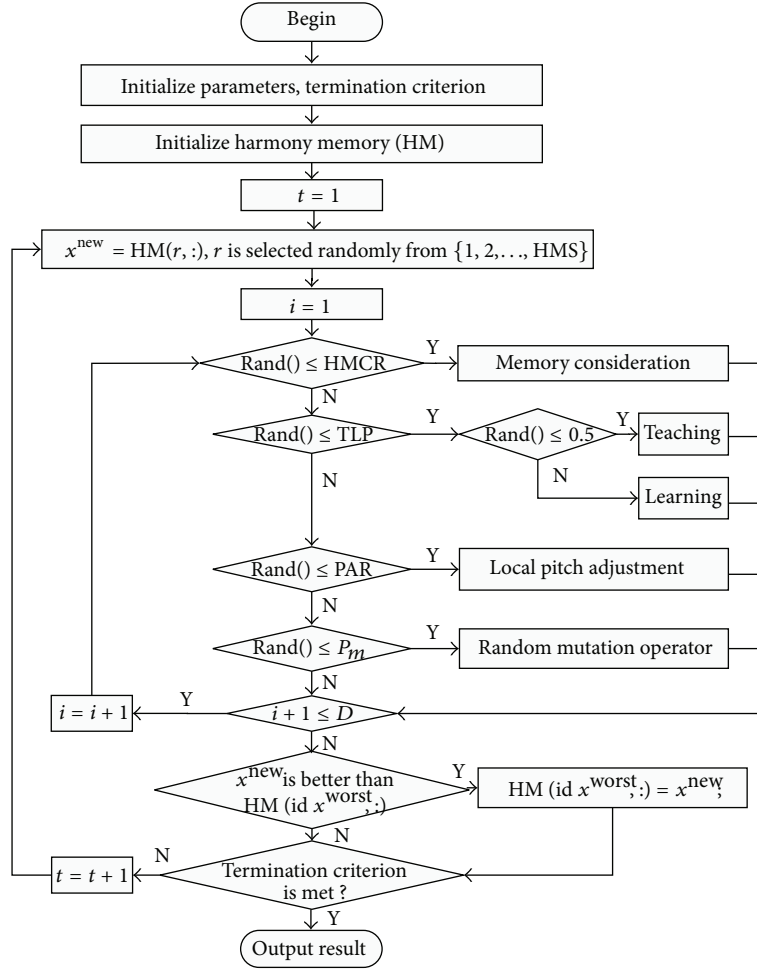 Begin
Initialize parameters, termination criterion
Initialize harmony memory (HM)
t = 1
x^new = HM(r, :), r is selected randomly from {1, 2,..., HMS}
i = 1
Rand() ≤ HMCR
Y
Memory consideration
N
Rand() ≤ TLP
Y
Rand() ≤ 0.5
Y
Teaching
N
N
Learning
Rand() ≤ PAR
Y
Local pitch adjustment
N
Rand() ≤ P_m
Y
Random mutation operator
N
i = i + 1
Y
i + 1 ≤ D
N
x^new is better than
HM (id x^worst, :)
Y
HM (id x^worst, :) = x^new;
N
t = t + 1
N
Termination criterion
is met ?
Y
Output result